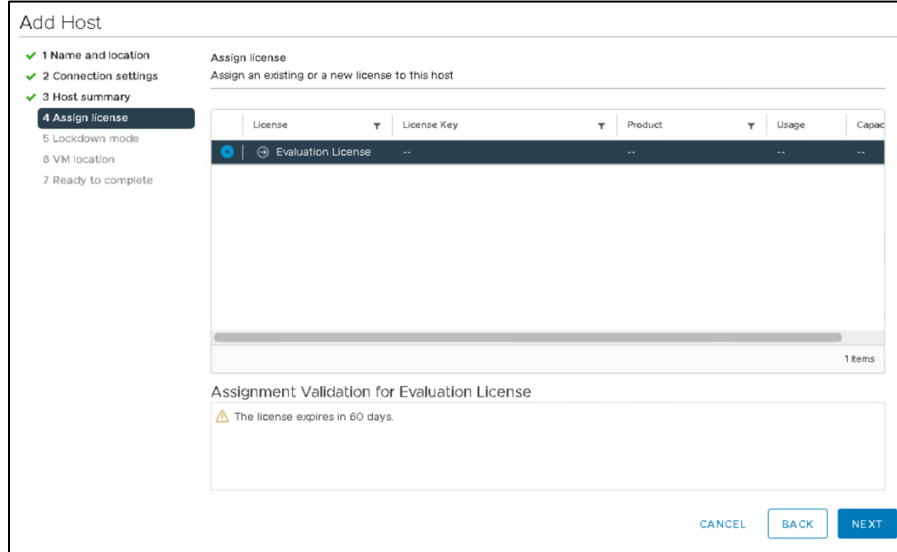 Add Host
1 Name and location
2 Connection settings
3 Host summary
4 Assign license
5 Lockdown mode
6 VM location
7 Ready to complete
Assign license
Assign an existing or a new license to this host
License License Key Product Usage Capac
Evaluation License -- -- -- --
1 items
Assignment Validation for Evaluation License
The license expires in 60 days.
CANCEL BACK NEXT